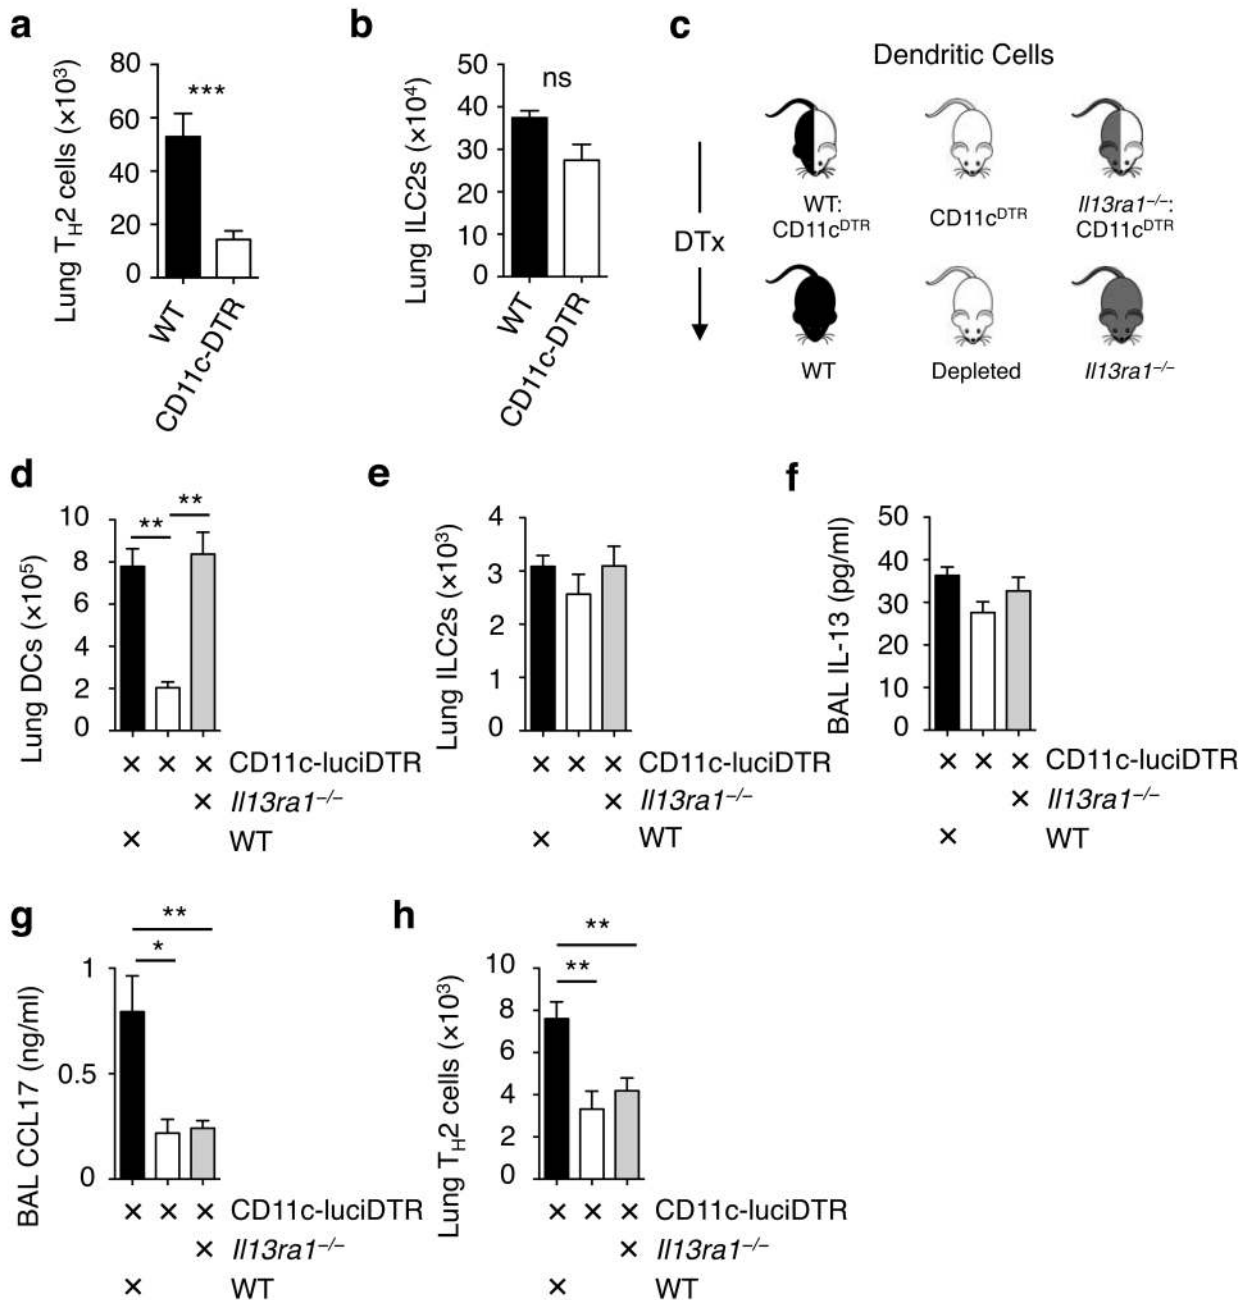 a
Lung TH2 cells (×10³)
80
60
40
20
0
***
WT
CD11c-DTR
b
Lung ILC2s (×10⁴)
50
40
30
20
10
0
ns
WT
CD11c-DTR
c
Dendritic Cells
DTx
WT:
CD11cDTR
CD11cDTR
Il13ra1–/–:
CD11cDTR
WT
Depleted
Il13ra1–/–
d
Lung DCs (×10⁵)
10
8
6
4
2
0
** **
× × × CD11c-luciDTR
× Il13ra1–/–
× WT
e
Lung ILC2s (×10³)
4
3
2
1
0
× × × CD11c-luciDTR
× Il13ra1–/–
× WT
f
BAL IL-13 (pg/ml)
50
40
30
20
10
0
× × × CD11c-luciDTR
× Il13ra1–/–
× WT
g
BAL CCL17 (ng/ml)
1
0.5
0
**
*
× × × CD11c-luciDTR
× Il13ra1–/–
× WT
h
Lung TH2 cells (×10³)
10
8
6
4
2
0
**
**
× × × CD11c-luciDTR
× Il13ra1–/–
× WT